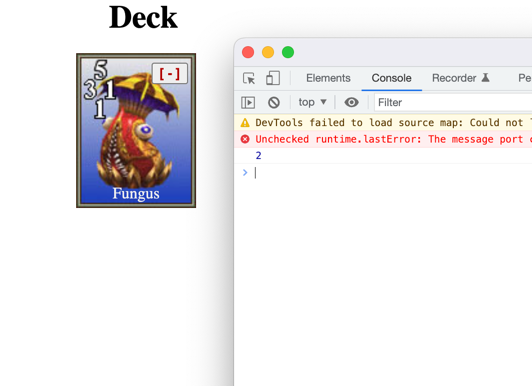 Deck
5
3 1
1
[-]
Fungus
Elements Console Recorder Pe
top Filter
DevTools failed to load source map: Could not
Unchecked runtime.lastError: The message port
2